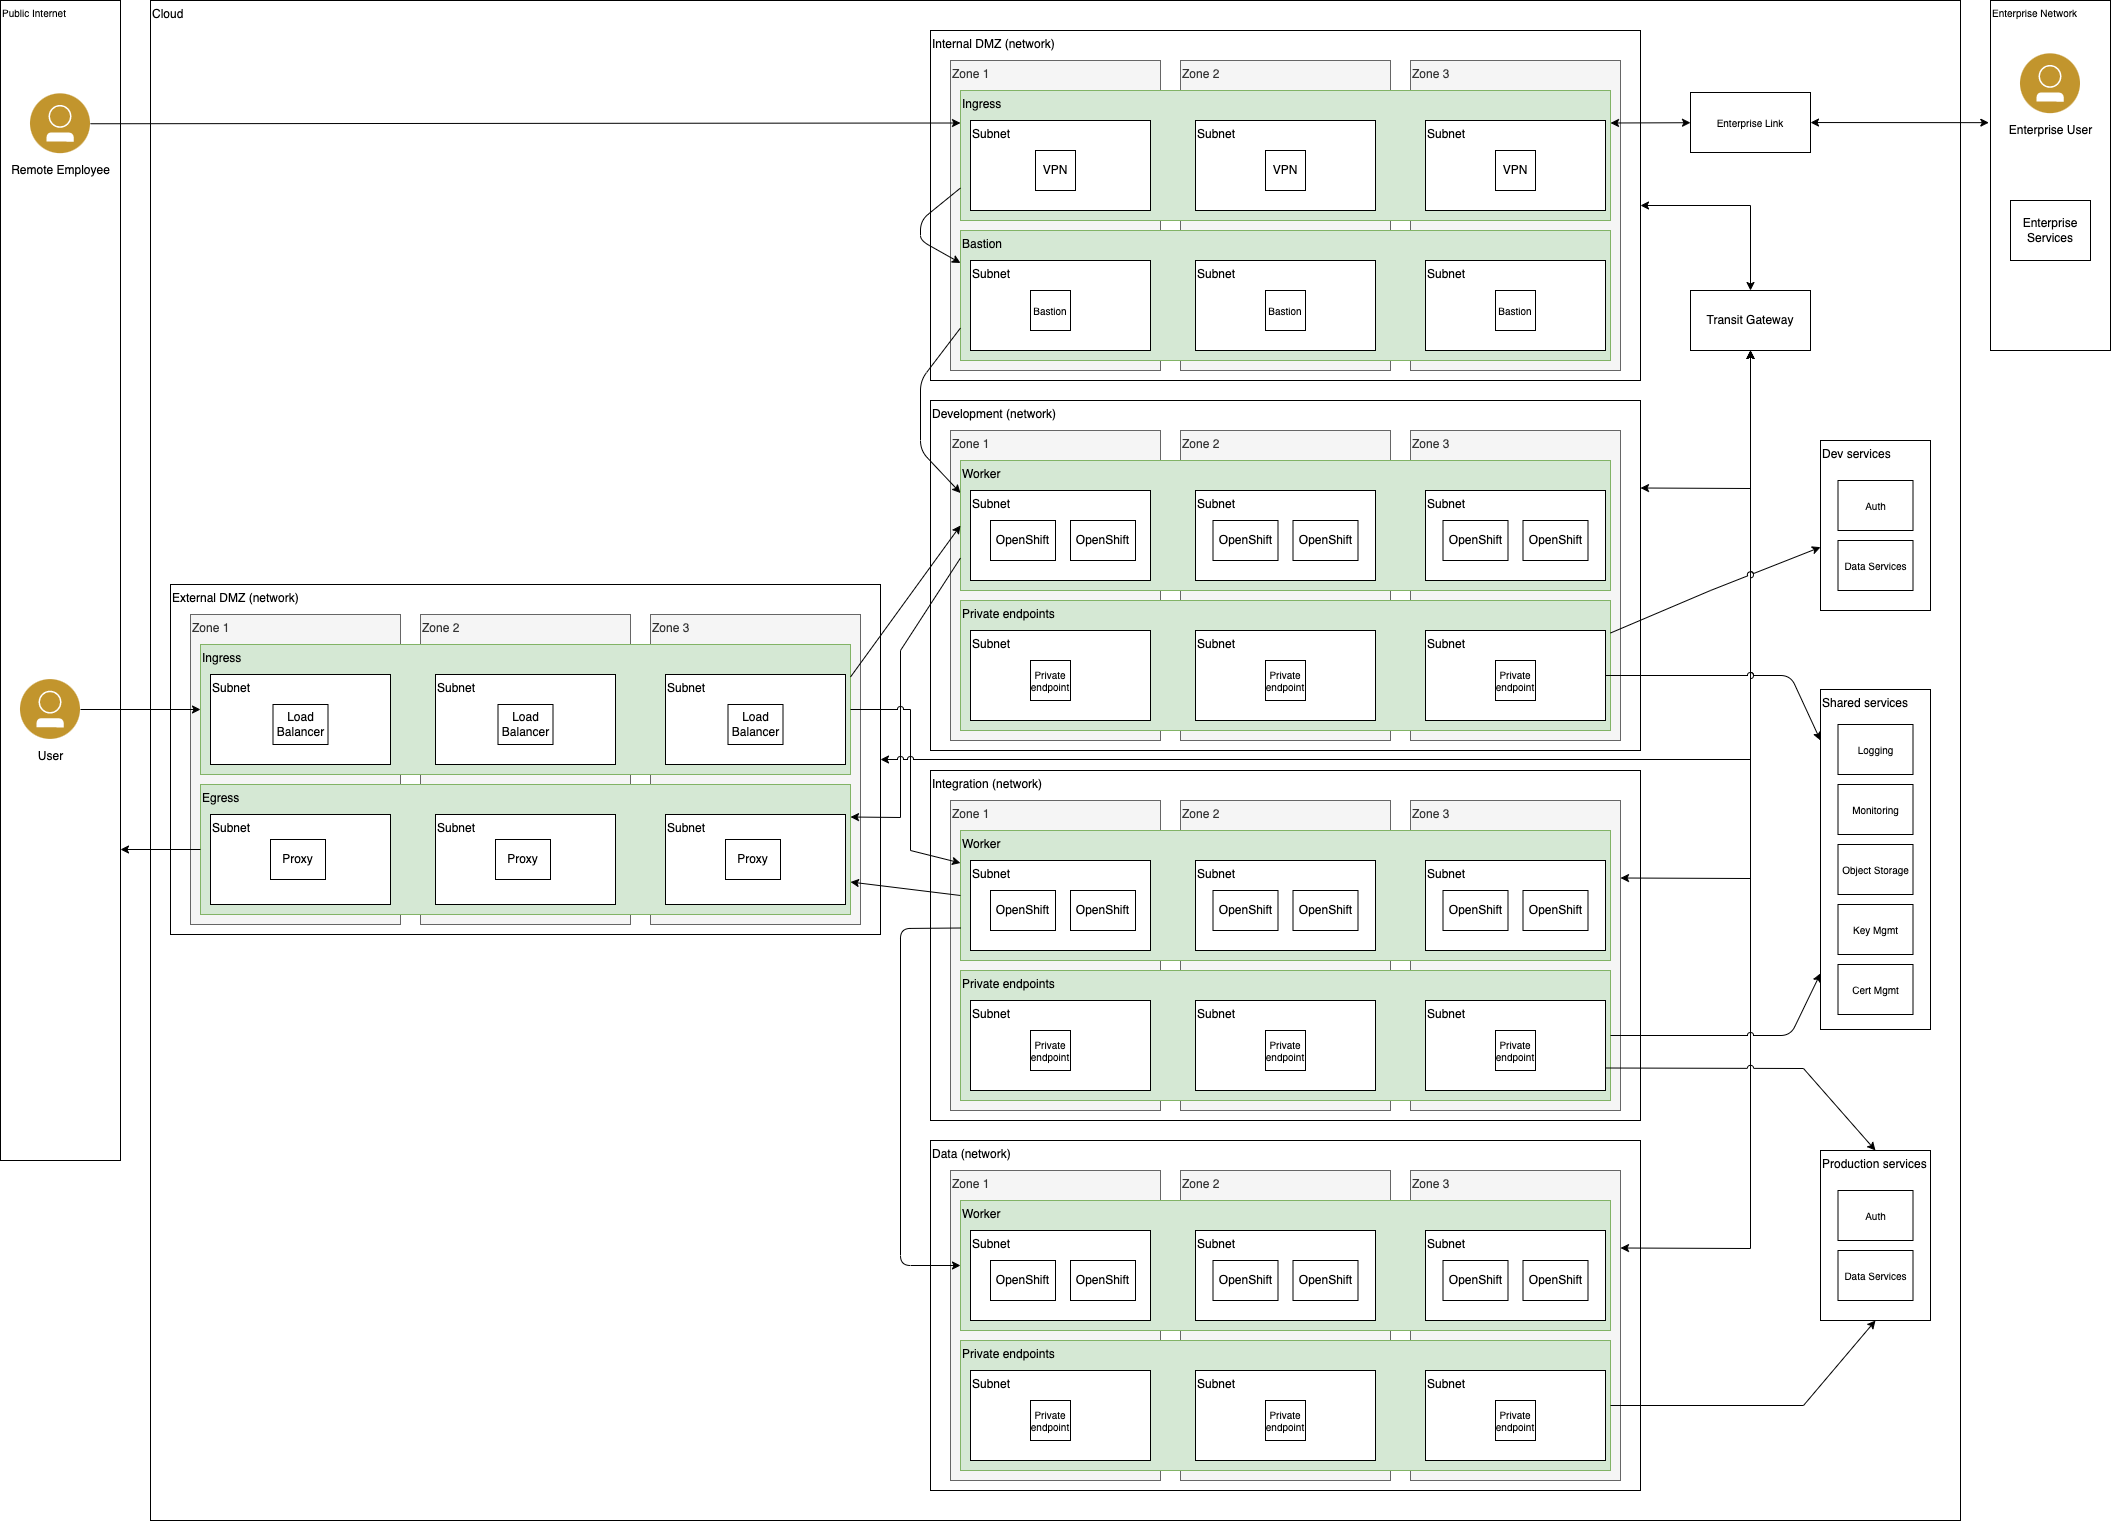 Public Internet
Remote Employee
User
Cloud
External DMZ (network)
Zone 1
Zone 2
Zone 3
Ingress
Subnet
Load
Balancer
Subnet
Load
Balancer
Subnet
Load
Balancer
Egress
Subnet
Proxy
Subnet
Proxy
Subnet
Proxy
Internal DMZ (network)
Zone 1
Zone 2
Zone 3
Ingress
Subnet
VPN
Subnet
VPN
Subnet
VPN
Bastion
Subnet
Bastion
Subnet
Bastion
Subnet
Bastion
Development (network)
Zone 1
Zone 2
Zone 3
Worker
Subnet
OpenShift
OpenShift
Subnet
OpenShift
OpenShift
Subnet
OpenShift
OpenShift
Private endpoints
Subnet
Private
endpoint
Subnet
Private
endpoint
Subnet
Private
endpoint
Integration (network)
Zone 1
Zone 2
Zone 3
Worker
Subnet
OpenShift
OpenShift
Subnet
OpenShift
OpenShift
Subnet
OpenShift
OpenShift
Private endpoints
Subnet
Private
endpoint
Subnet
Private
endpoint
Subnet
Private
endpoint
Data (network)
Zone 1
Zone 2
Zone 3
Worker
Subnet
OpenShift
OpenShift
Subnet
OpenShift
OpenShift
Subnet
OpenShift
OpenShift
Private endpoints
Subnet
Private
endpoint
Subnet
Private
endpoint
Subnet
Private
endpoint
Enterprise Link
Transit Gateway
Dev services
Auth
Data Services
Shared services
Logging
Monitoring
Object Storage
Key Mgmt
Cert Mgmt
Production services
Auth
Data Services
Enterprise Network
Enterprise User
Enterprise
Services